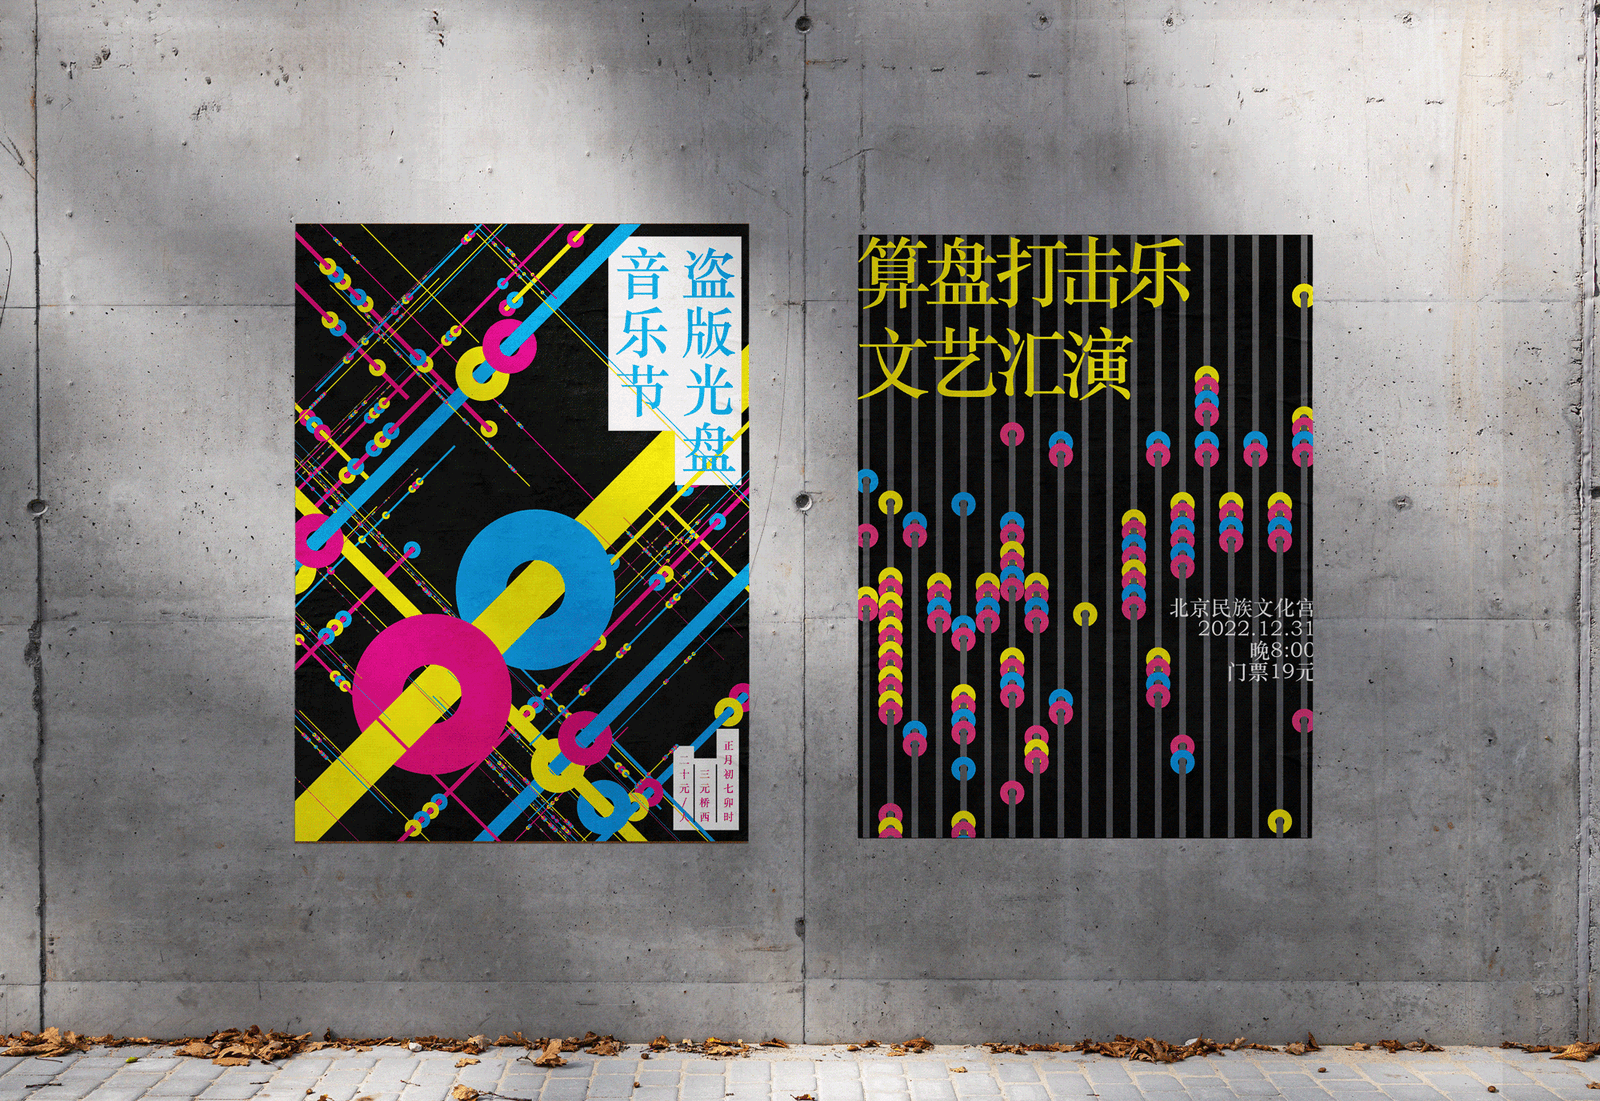 盗版光盘
音乐节
正月初七卯时
三元桥西
二十元/人
算盘打击乐
文艺汇演
北京民族文化宫
2022.12.31
晚8:00
门票19元